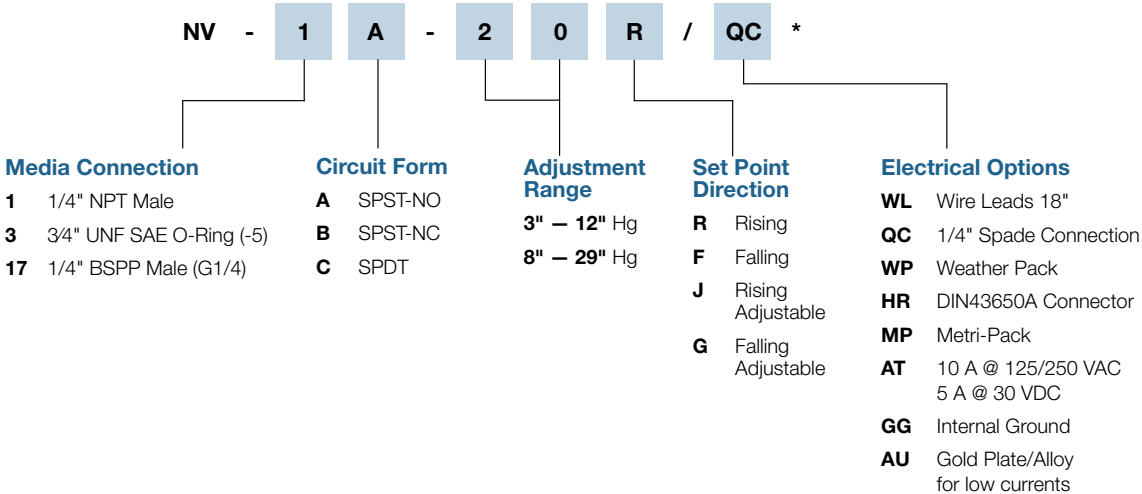 NV - 1 A - 2 0 R / QC *
Media Connection
1 1/4" NPT Male
3 3⁄4" UNF SAE O-Ring (-5)
17 1/4" BSPP Male (G1/4)
Circuit Form
A SPST-NO
B SPST-NC
C SPDT
Adjustment
Range
3" — 12" Hg
8" — 29" Hg
Set Point
Direction
R Rising
F Falling
J Rising
Adjustable
G Falling
Adjustable
Electrical Options
WL Wire Leads 18"
QC 1/4" Spade Connection
WP Weather Pack
HR DIN43650A Connector
MP Metri-Pack
AT 10 A @ 125/250 VAC
5 A @ 30 VDC
GG Internal Ground
AU Gold Plate/Alloy
for low currents